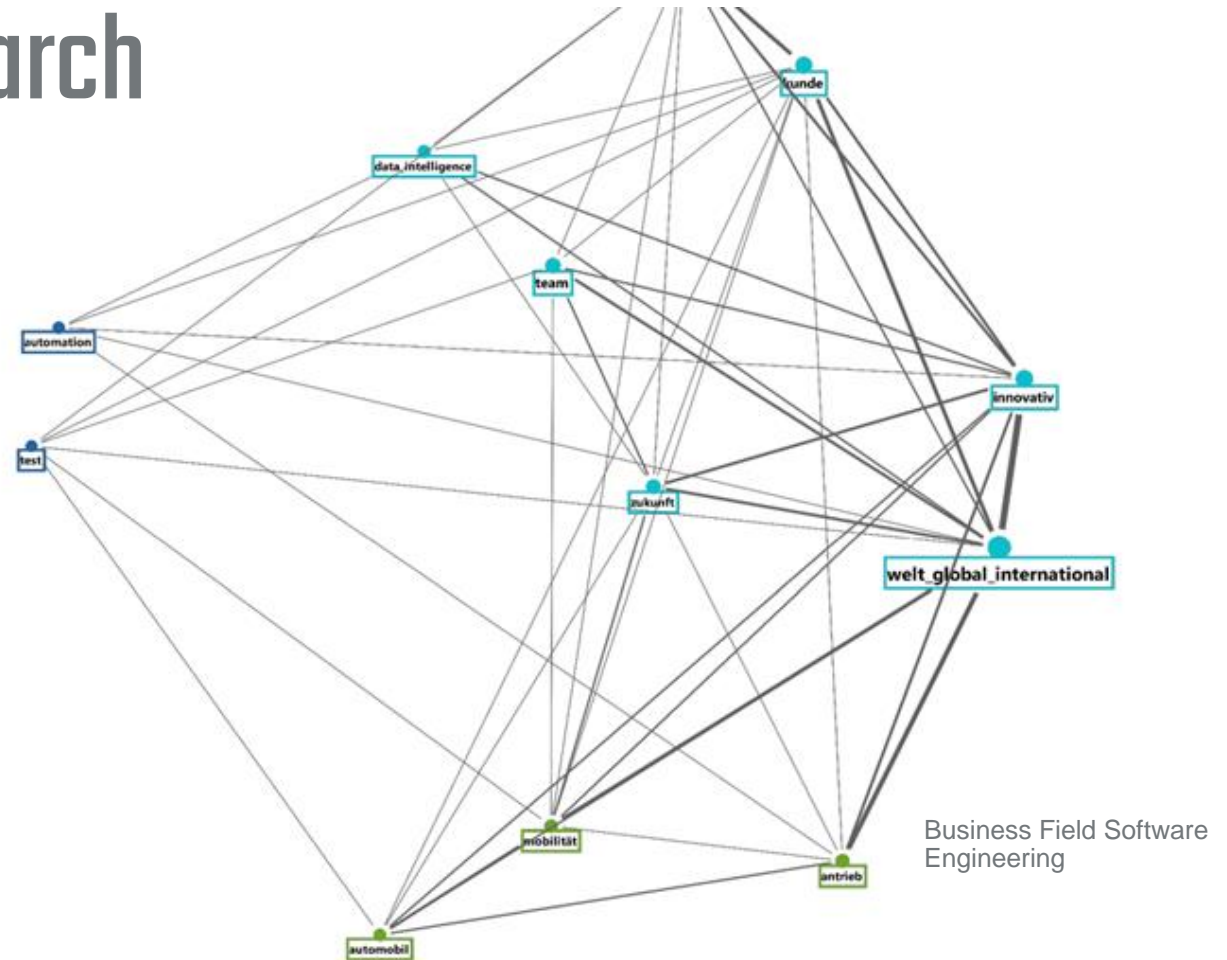 arch
kunde
data_intelligence
team
automation
innovativ
test
zukunft
welt_global_international
Business Field Software
Engineering
mobilität
antrieb
automobil